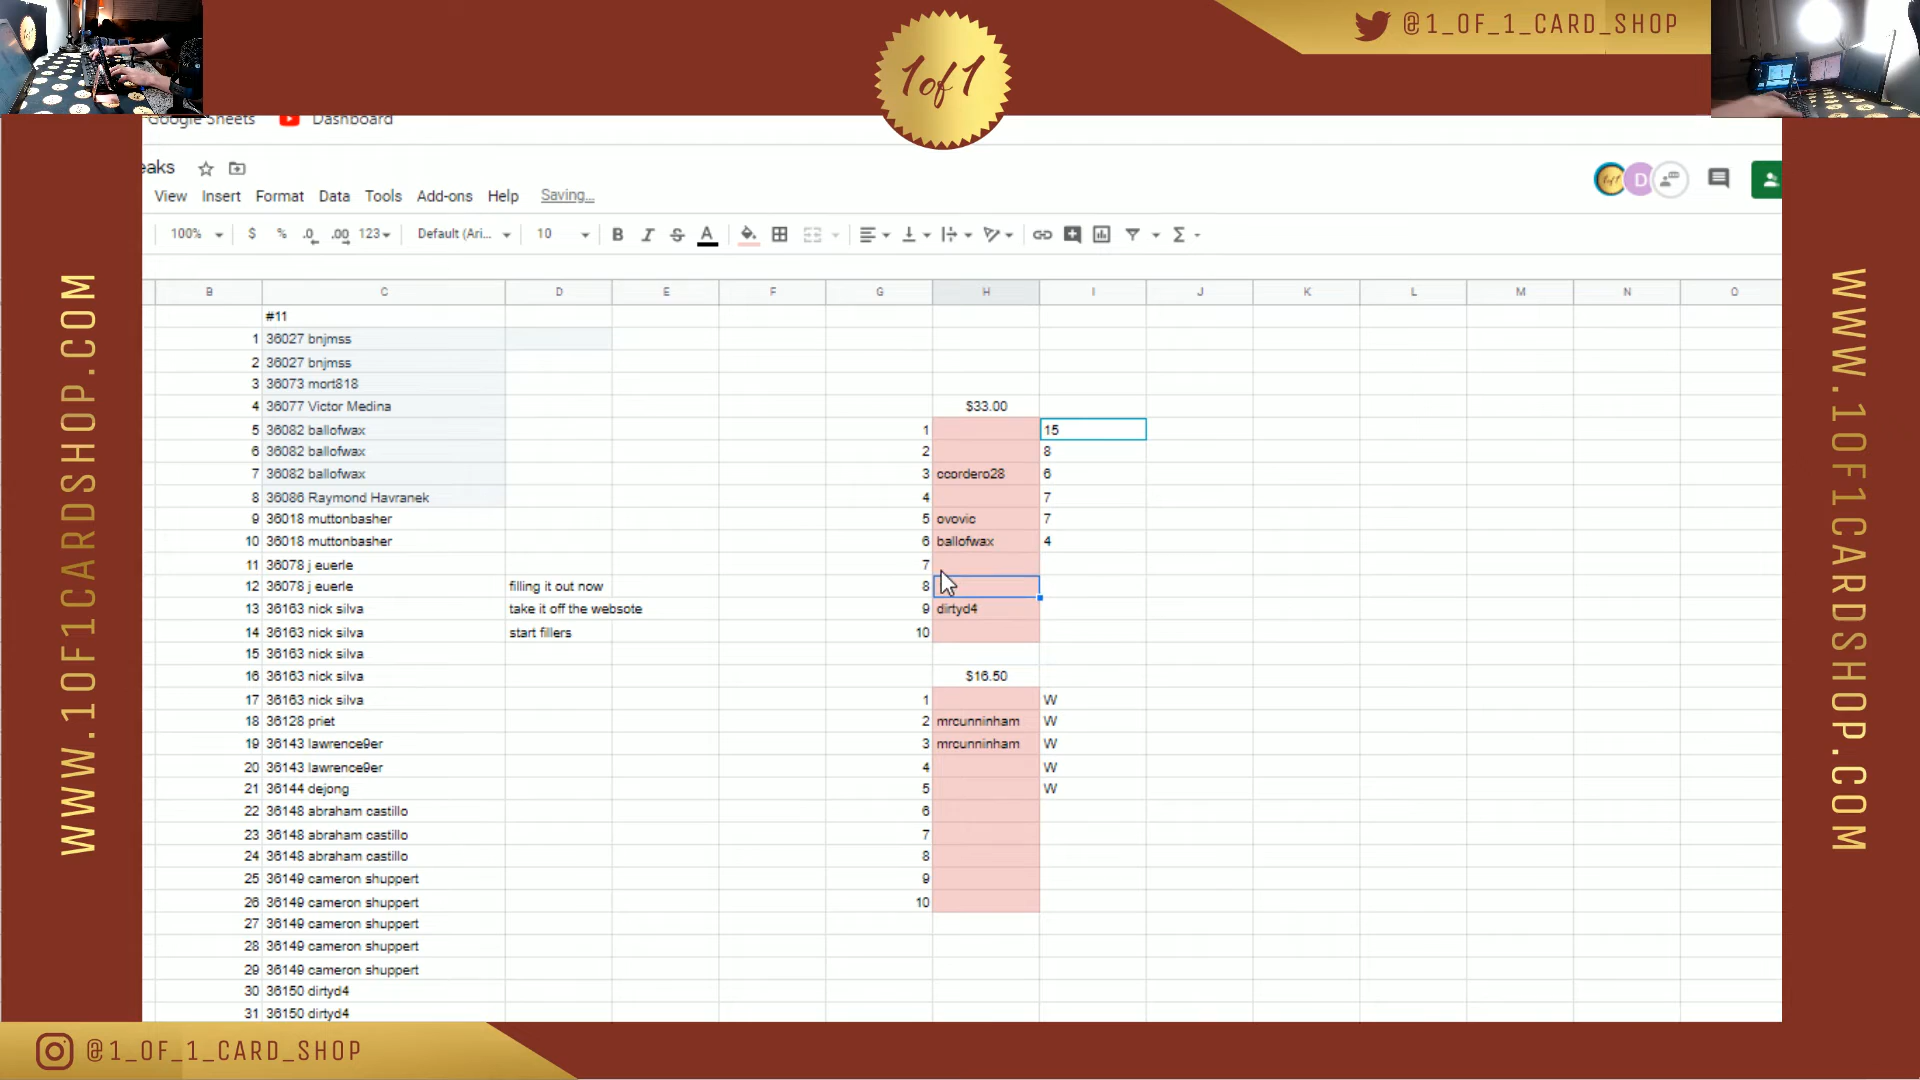 @1_OF_1_CARD_SHOP
1of1
Google Sheets Dashboard
eaks
View Insert Format Data Tools Add-ons Help Saving...
100% $ % .0 .00 123 Default (Ari... 10 B I S A
D
B C D E F G H I J K L M N O
#11
1 36027 bnjmss
2 36027 bnjmss
3 36073 mort818
4 36077 Victor Medina $33.00
5 36082 ballofwax 1 15
6 36082 ballofwax 2 8
7 36082 ballofwax 3 ccordero28 6
8 36086 Raymond Havranek 4 7
9 36018 muttonbasher 5 ovovic 7
10 36018 muttonbasher 6 ballofwax 4
11 36078 j euerle 7
12 36078 j euerle filling it out now 8
13 36163 nick silva take it off the websote 9 dirtyd4
14 36163 nick silva start fillers 10
15 36163 nick silva
16 36163 nick silva $16.50
17 36163 nick silva 1 W
18 36128 priet 2 mrcunninham W
19 36143 lawrence9er 3 mrcunninham W
20 36143 lawrence9er 4 W
21 36144 dejong 5 W
22 36148 abraham castillo 6
23 36148 abraham castillo 7
24 36148 abraham castillo 8
25 36149 cameron shuppert 9
26 36149 cameron shuppert 10
27 36149 cameron shuppert
28 36149 cameron shuppert
29 36149 cameron shuppert
30 36150 dirtyd4
31 36150 dirtyd4
WWW.1OF1CARDSHOP.COM
WWW.1OF1CARDSHOP.COM
@1_OF_1_CARD_SHOP